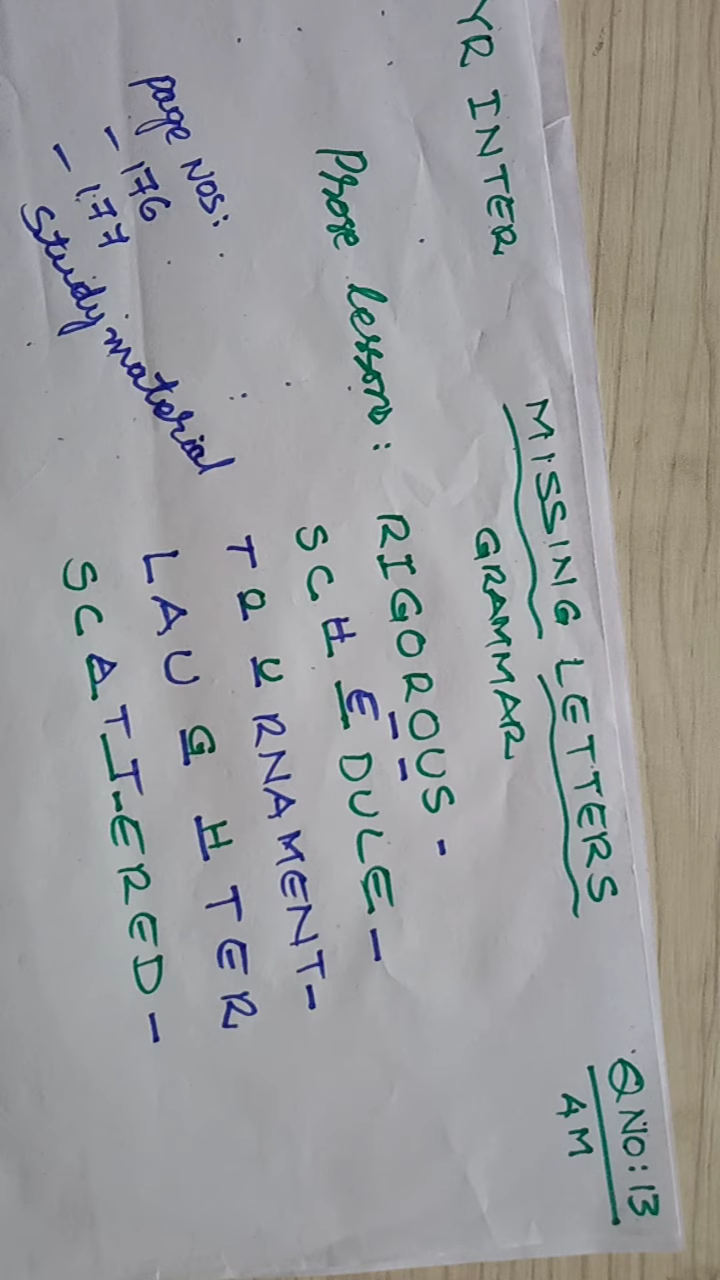 YR INTER
MISSING LETTERS
GRAMMAR
Q NO: 13
4M
Prose lessons:
RIGOROUS -
SCHEDULE -
TOURNAMENT -
LAUGHTER
SCATTERED -
page NOS:
- 176
- 177
Study material